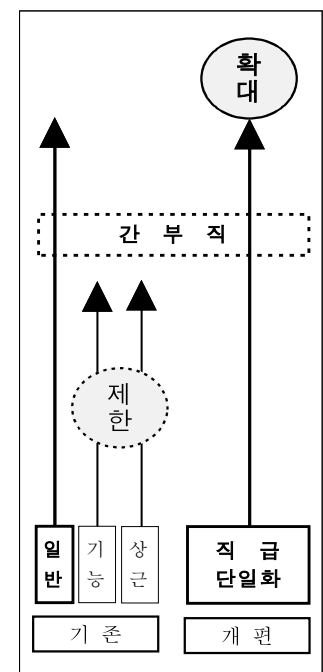 확
대
간 부 직
제
한
일
반
기
능
상
근
직 급
단일화
기 존
개 편